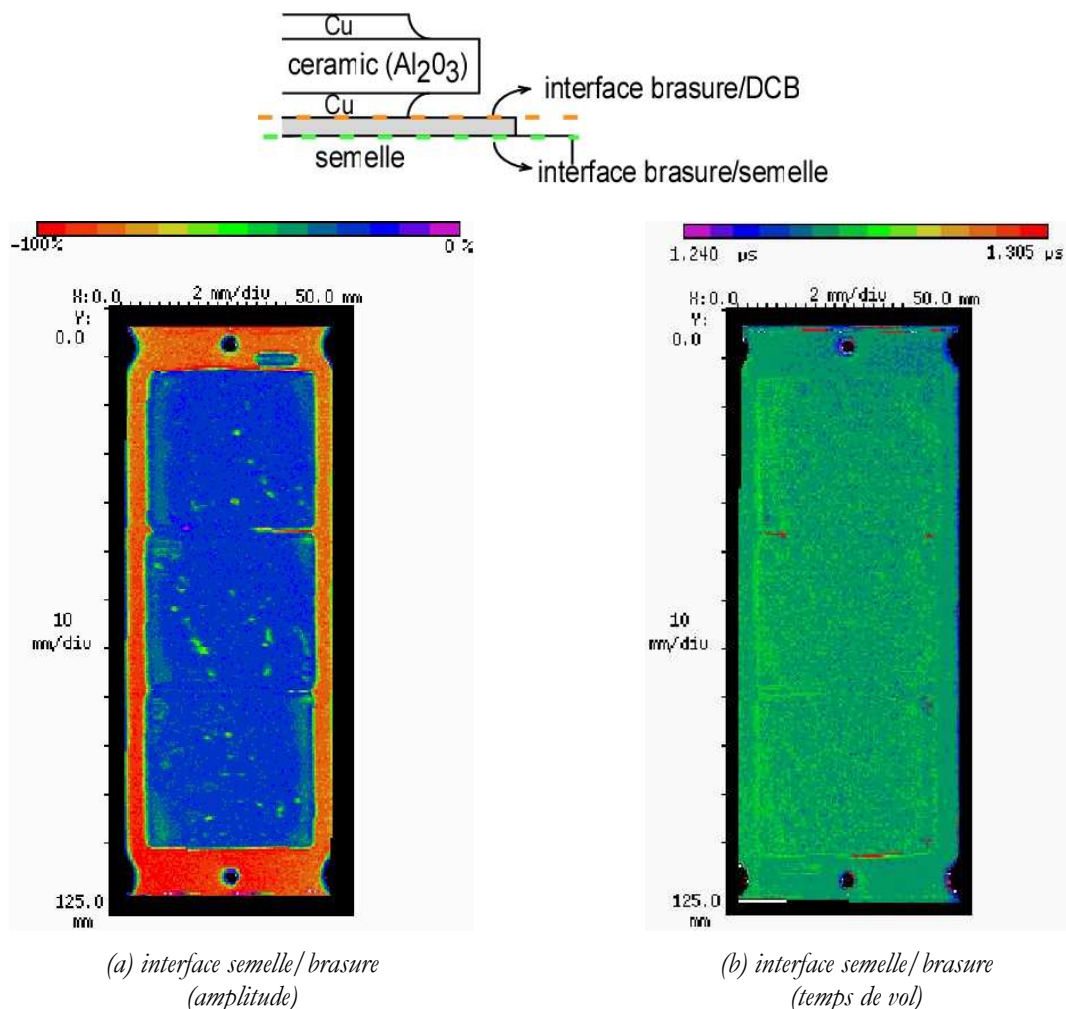 Cu
ceramic (Al2O3)
Cu
interface brasure/DCB
semelle
interface brasure/semelle
-100% 0 %
X:0.0 2 mm/div 50.0 mm
Y:
0.0
10
mm/div
125.0
mm
1.240 μs 1.305 μs
X:0.0 2 mm/div 50.0 mm
Y:
0.0
10
mm/div
125.0
mm
(a) interface semelle/brasure
(amplitude)
(b) interface semelle/brasure
(temps de vol)